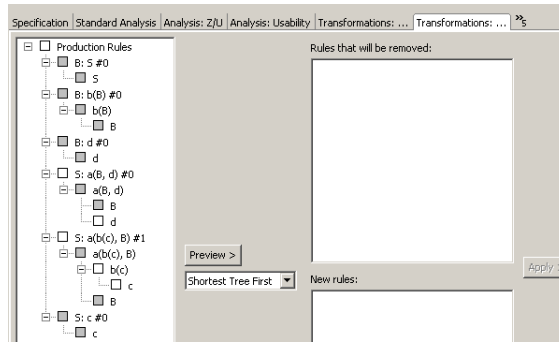 Specification Standard Analysis Analysis: Z/U Analysis: Usability Transformations: ... Transformations: ... »5
Production Rules
B: S #0
S
B: b(B) #0
b(B)
B
B: d #0
d
S: a(B, d) #0
a(B, d)
B
d
S: a(b(c), B) #1
a(b(c), B)
b(c)
c
B
S: c #0
c
Preview >
Shortest Tree First
Rules that will be removed:
New rules:
Apply >